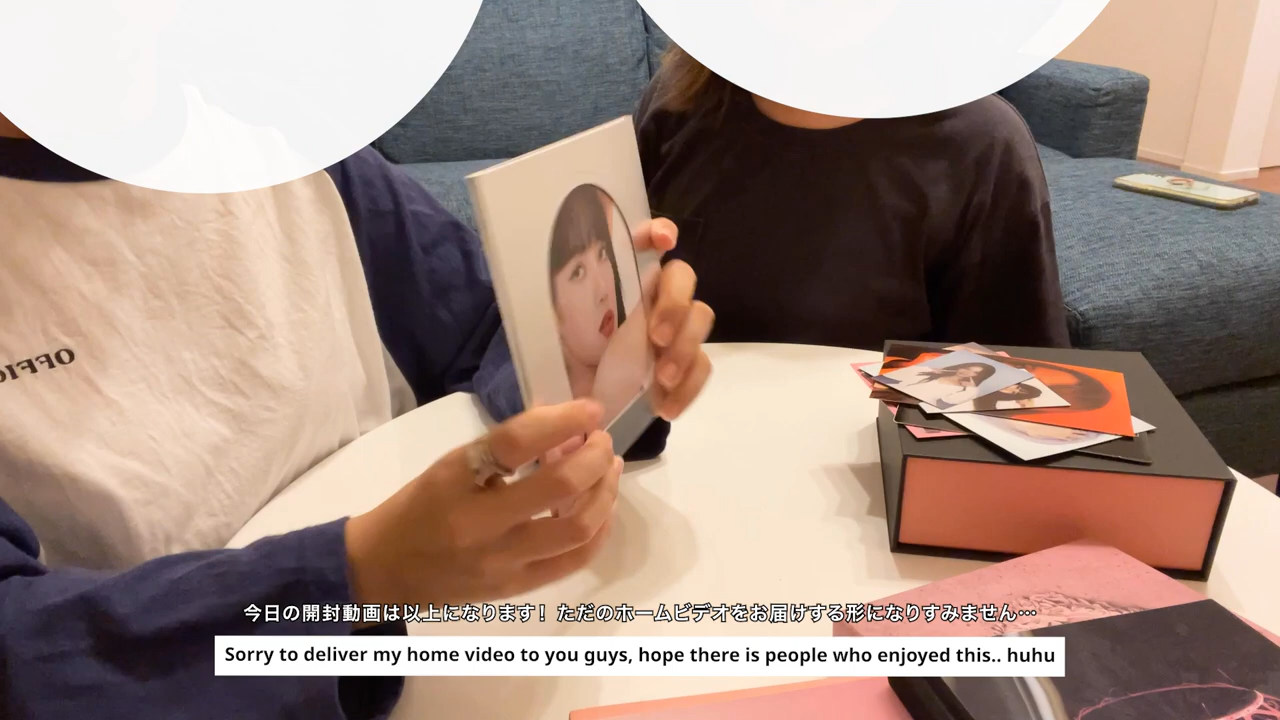 OFFIC
今日の開封動画は以上になります！ ただのホームビデオをお届けする形になりすみません…
Sorry to deliver my home video to you guys, hope there is people who enjoyed this.. huhu